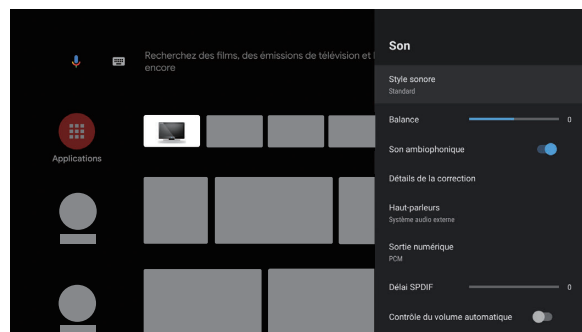 Recherchez des films, des émissions de télévision et
encore
Applications
Son
Style sonore
Standard
Balance 0
Son ambiophonique
Détails de la correction
Haut-parleurs
Système audio externe
Sortie numérique
PCM
Délai SPDIF 0
Contrôle du volume automatique